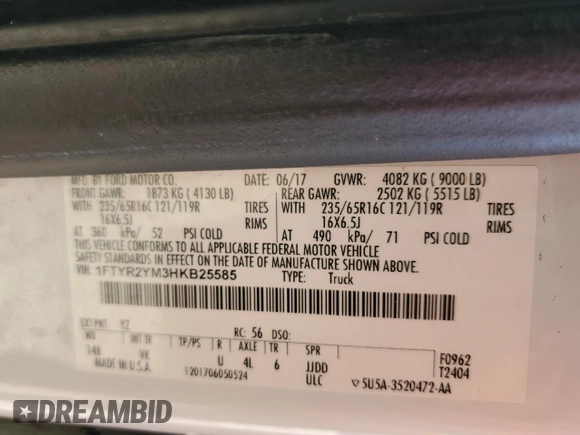 MFD. BY FORD MOTOR CO. DATE: 06/17 GVWR: 4082 KG ( 9000 LB)
FRONT GAWR: 1873 KG ( 4130 LB) REAR GAWR: 2502 KG ( 5515 LB)
WITH 235/65R16C 121/119R TIRES WITH 235/65R16C 121/119R TIRES
16X6.5J RIMS 16X6.5J RIMS
AT 360 kPa/ 52 PSI COLD AT 490 kPa/ 71 PSI COLD
THIS VEHICLE CONFORMS TO ALL APPLICABLE FEDERAL MOTOR VEHICLE
SAFETY STANDARDS IN EFFECT ON THE DATE OF MANUFACTURE SHOWN ABOVE.
VIN: 1FTYR2YM3HKB25585 TYPE: Truck
EXT PNT: YZ RC: 56 DSO:
WB INT TR TP/PS R AXLE TR SPR F0962
148 VK U 4L 6 JJDD T2404
MADE IN U.S.A. 1201706050524 ULC ▽5U5A-3520472-AA
DREAMBID